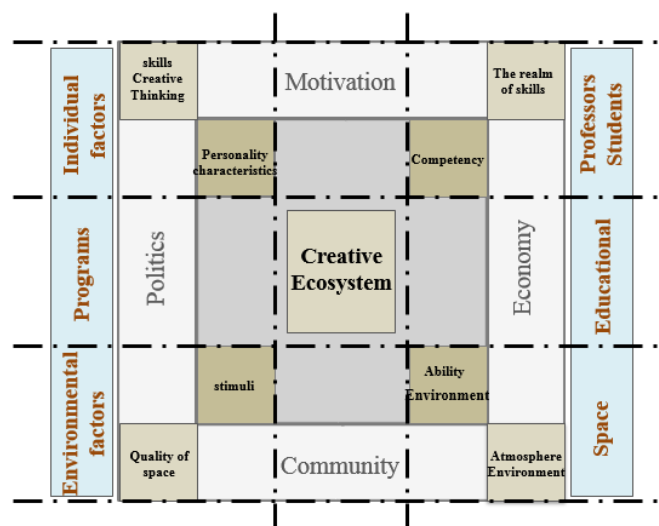 skills
Creative
Thinking
Motivation
The realm
of skills
Individual
factors
Professors
Students
Personality
characteristics
Competency
Programs
Politics
Creative
Ecosystem
Economy
Educational
Environmental
factors
stimuli
Ability
Environment
Space
Quality of
space
Community
Atmosphere
Environment